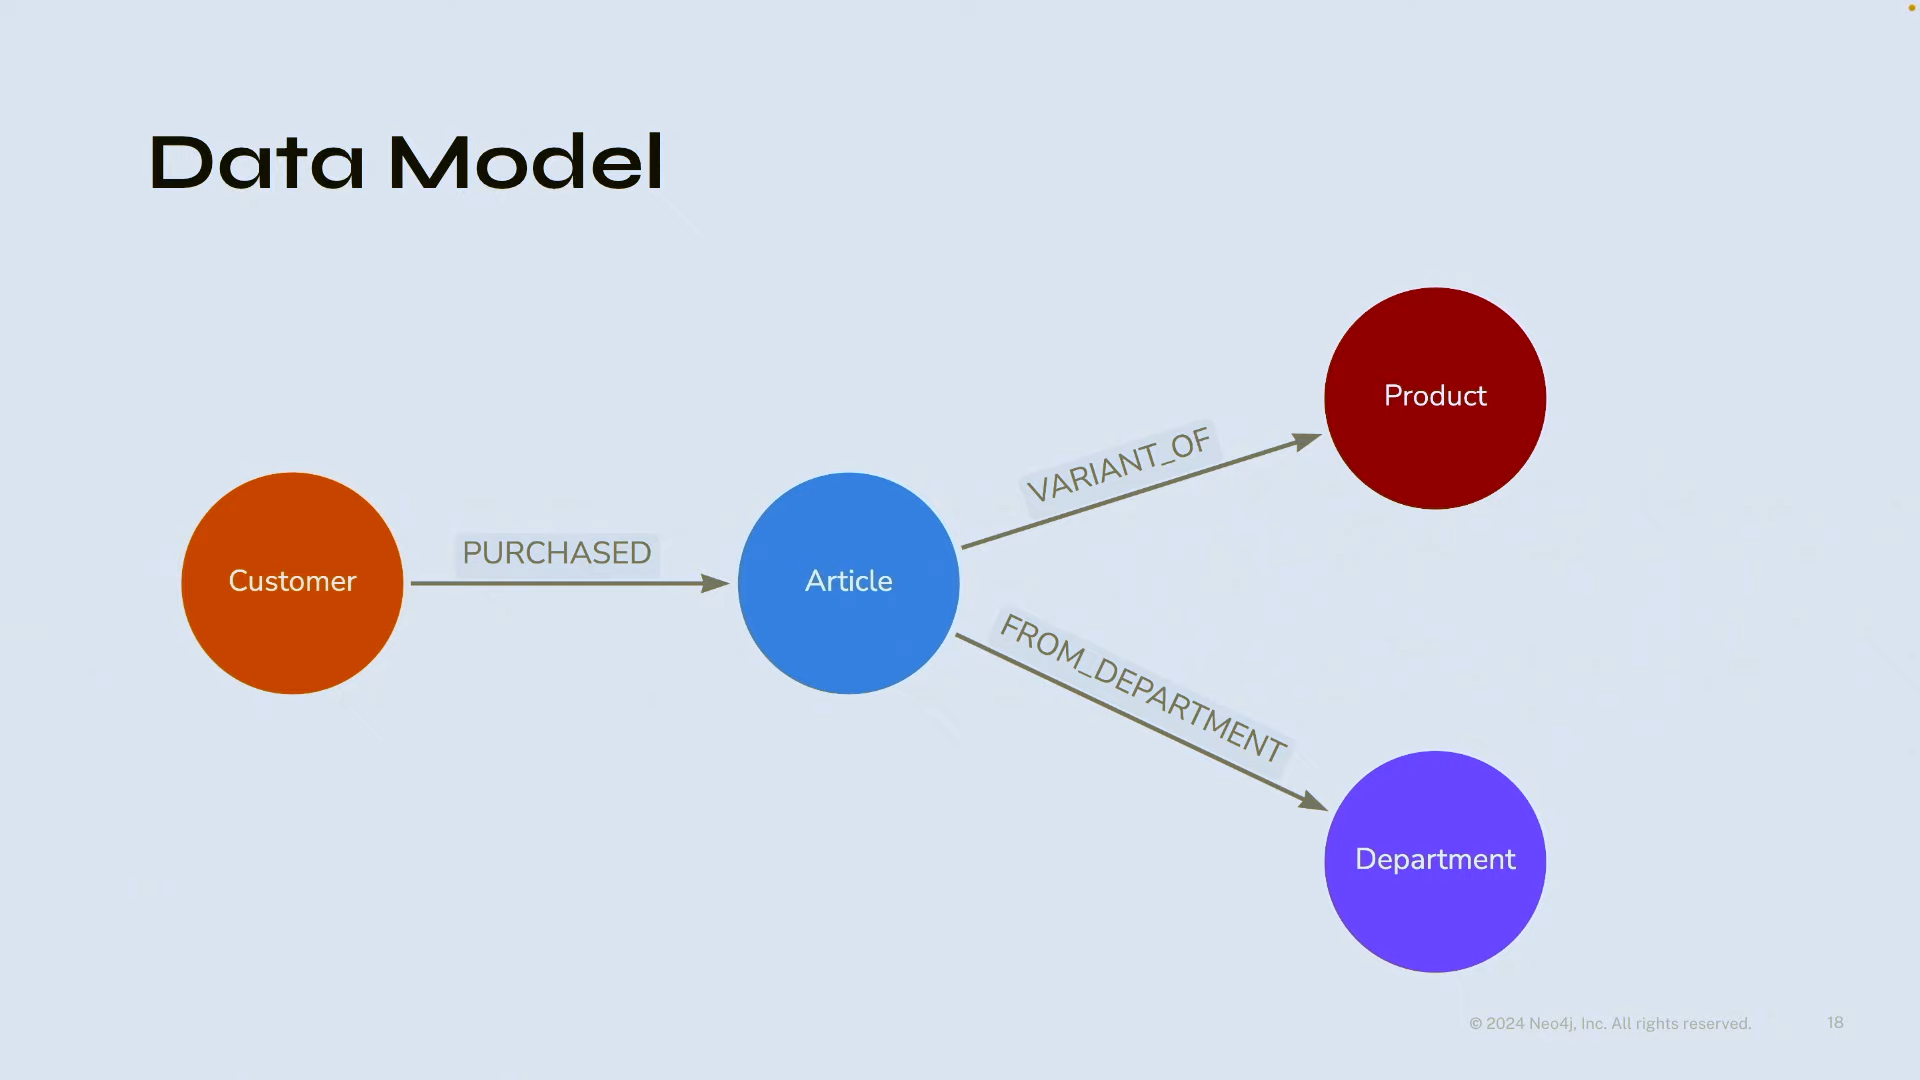 Data Model
Product
VARIANT_OF
PURCHASED
Customer
Article
FROM_DEPARTMENT
Department
© 2024 Neo4j, Inc. All rights reserved.
18